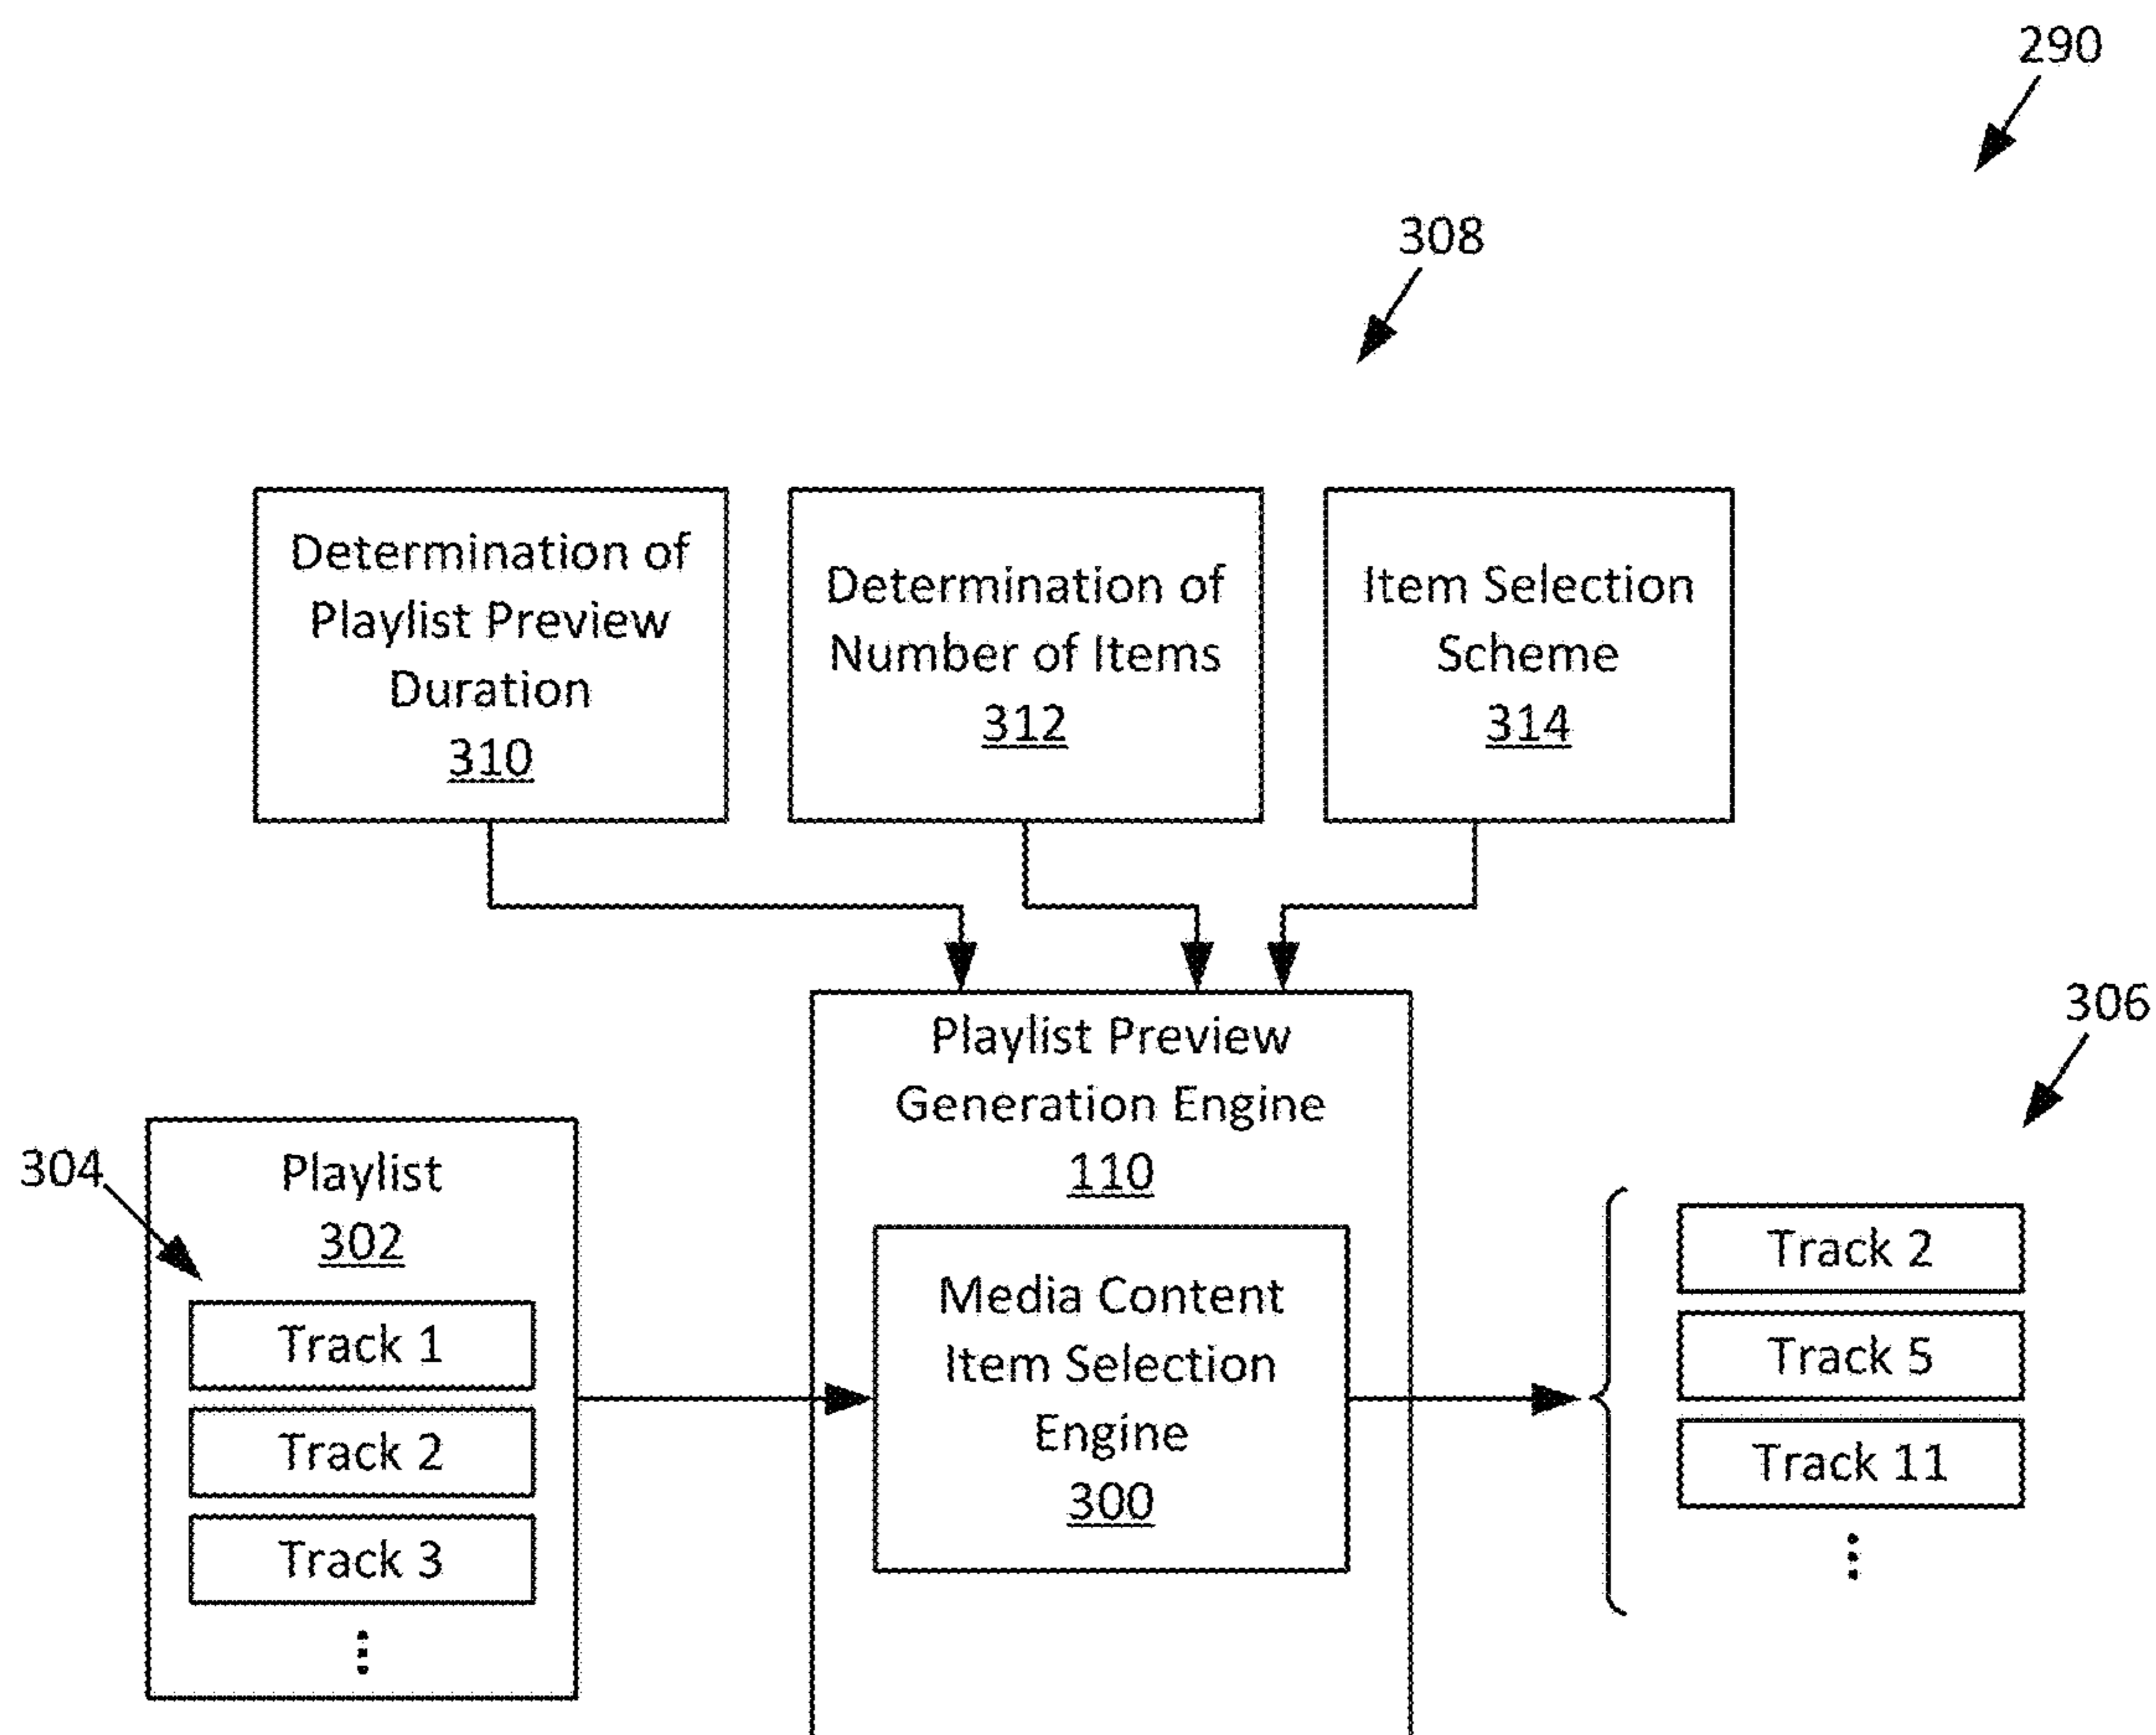 290
308
Determination of
Playlist Preview
Duration
310
Determination of
Number of Items
312
Item Selection
Scheme
314
306
Playlist Preview
Generation Engine
110
304
Playlist
302
Track 1
Track 2
Track 3
Media Content
Item Selection
Engine
300
Track 2
Track 5
Track 11